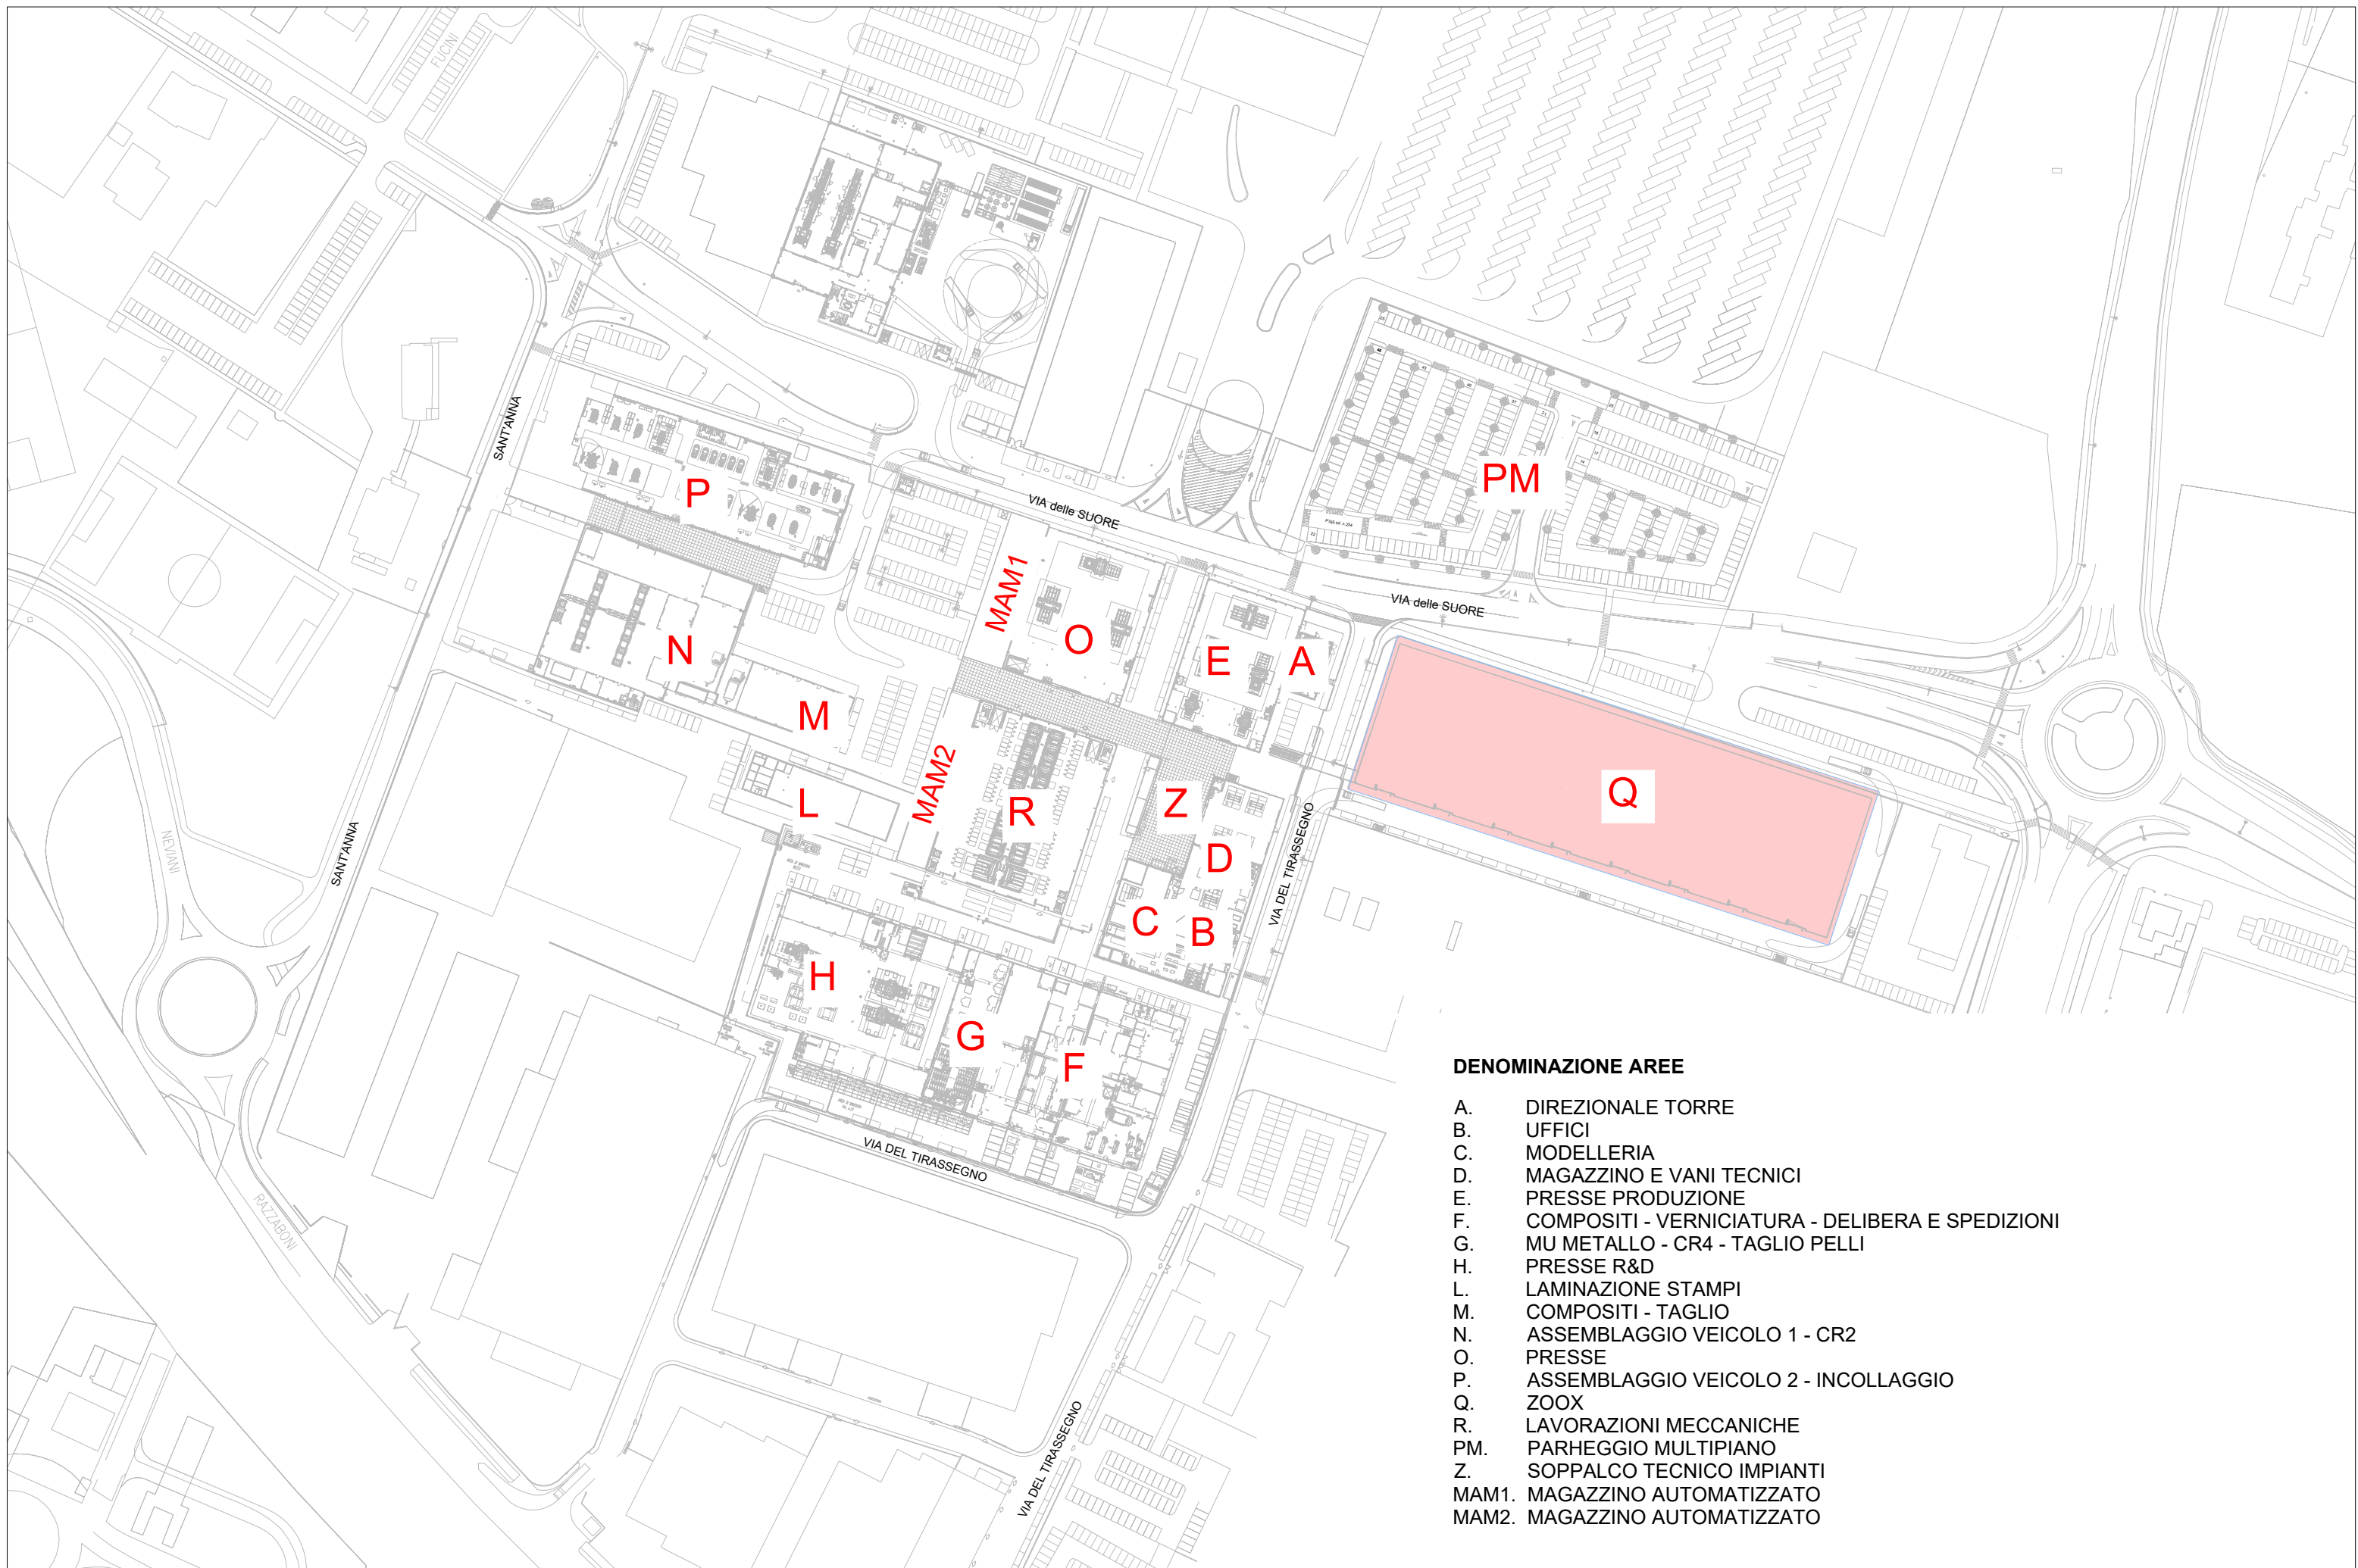 FUCINI
SANT'ANNA
P
VIA delle SUORE
PM
MAM1
O
VIA delle SUORE
N
E
A
M
MAM2
Q
L
R
Z
D
VIA DEL TIRASSEGNO
NEVIANI
SANT'ANNA
C
B
H
G
F
VIA DEL TIRASSEGNO
RAZZABONI
VIA DEL TIRASSEGNO
DENOMINAZIONE AREE
A. DIREZIONALE TORRE
B. UFFICI
C. MODELLERIA
D. MAGAZZINO E VANI TECNICI
E. PRESSE PRODUZIONE
F. COMPOSITI - VERNICIATURA - DELIBERA E SPEDIZIONI
G. MU METALLO - CR4 - TAGLIO PELLI
H. PRESSE R&D
L. LAMINAZIONE STAMPI
M. COMPOSITI - TAGLIO
N. ASSEMBLAGGIO VEICOLO 1 - CR2
O. PRESSE
P. ASSEMBLAGGIO VEICOLO 2 - INCOLLAGGIO
Q. ZOOX
R. LAVORAZIONI MECCANICHE
PM. PARHEGGIO MULTIPIANO
Z. SOPPALCO TECNICO IMPIANTI
MAM1. MAGAZZINO AUTOMATIZZATO
MAM2. MAGAZZINO AUTOMATIZZATO